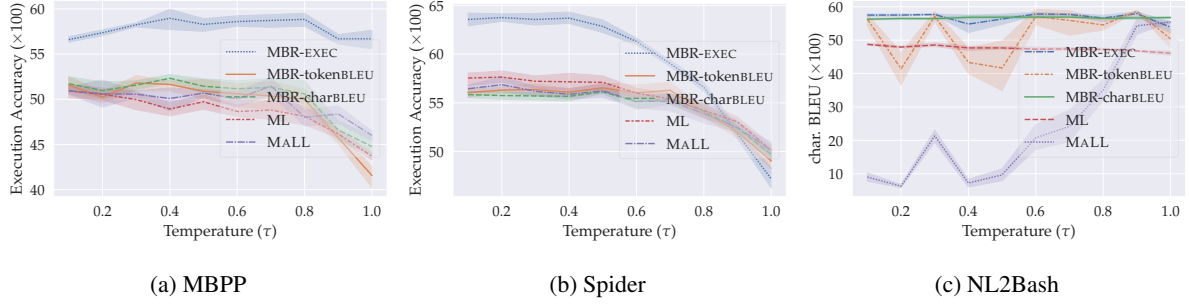 60
55
50
45
40
Execution Accuracy (×100)
0.2 0.4 0.6 0.8 1.0
Temperature (τ)
MBR-EXEC
MBR-tokenBLEU
MBR-charBLEU
ML
MALL
(a) MBPP
65
60
55
50
Execution Accuracy (×100)
0.2 0.4 0.6 0.8 1.0
Temperature (τ)
MBR-EXEC
MBR-tokenBLEU
MBR-charBLEU
ML
MALL
(b) Spider
60
50
40
30
20
10
0
char. BLEU (×100)
0.2 0.4 0.6 0.8 1.0
Temperature (τ)
MBR-EXEC
MBR-tokenBLEU
MBR-charBLEU
ML
MALL
(c) NL2Bash